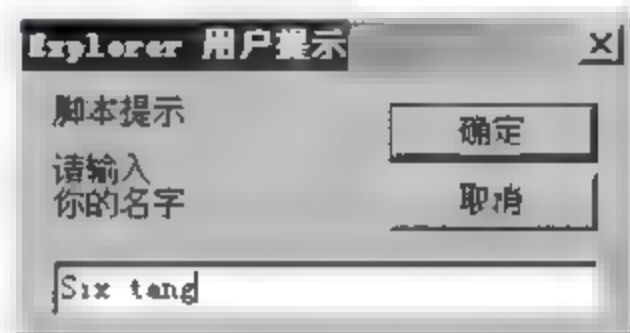 Explorer 用户提示
脚本提示
确定
请输入
你的名字
取消
Six tang